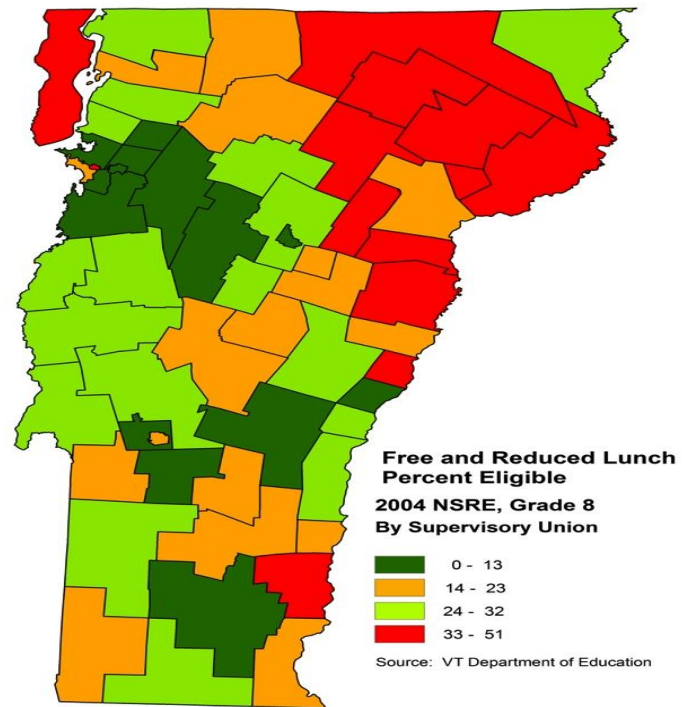 Free and Reduced Lunch
Percent Eligible
2004 NSRE, Grade 8
By Supervisory Union
0 - 13
14 - 23
24 - 32
33 - 51
Source: VT Department of Education